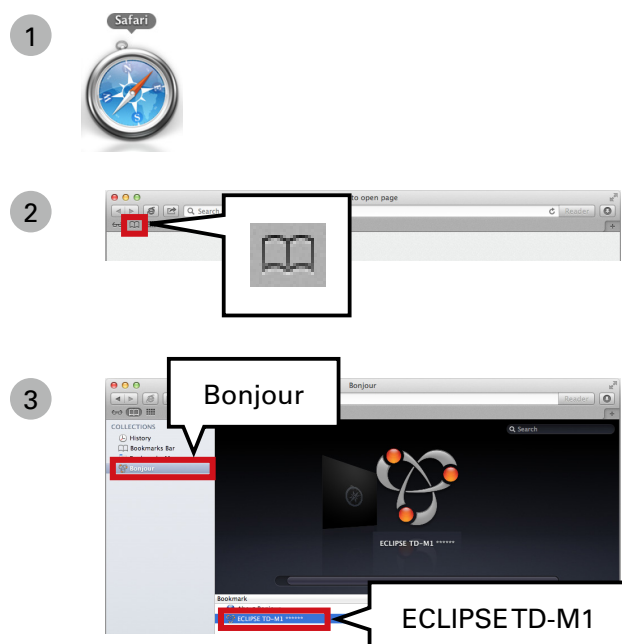 1
Safari
2
to open page
Search
Reader
3
Bonjour
Bonjour
Reader
COLLECTIONS
History
Bookmarks Bar
Bonjour
Search
ECLIPSE TD-M1 ******
Bookmark
ECLIPSE TD-M1 ******
ECLIPSE TD-M1